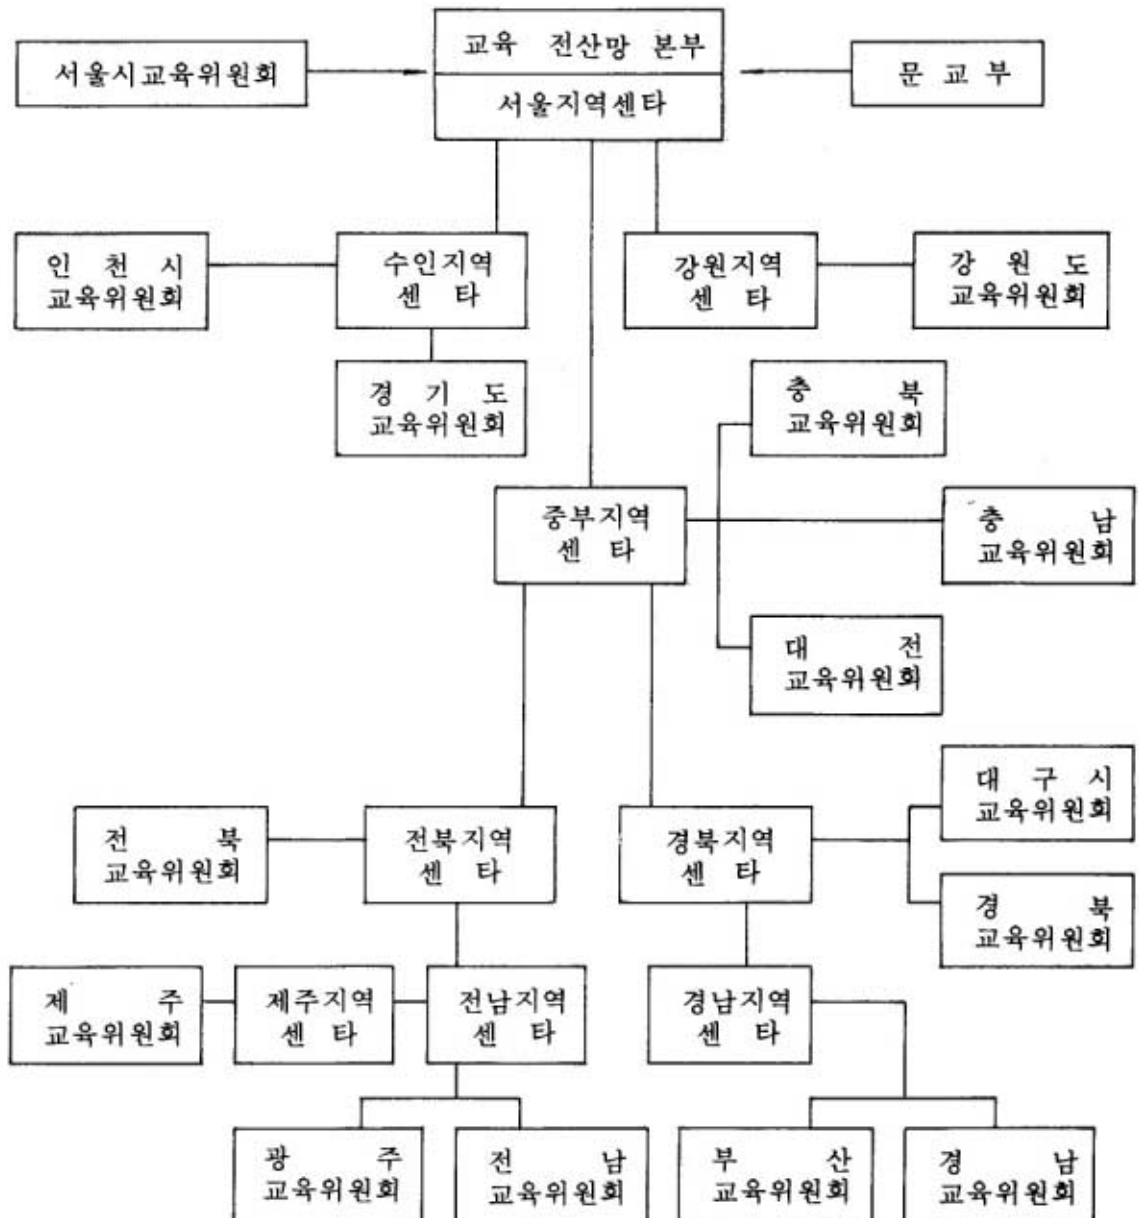 교육 전산망 본부
서울시교육위원회
문 교 부
서울지역센타
인 천 시
교육위원회
수인지역
센 타
강원지역
센 타
강 원 도
교육위원회
경 기 도
교육위원회
충 북
교육위원회
중부지역
센 타
충 남
교육위원회
대 전
교육위원회
대 구 시
교육위원회
전 북
교육위원회
전북지역
센 타
경북지역
센 타
경 북
교육위원회
제 주
교육위원회
제주지역
센 타
전남지역
센 타
경남지역
센 타
광 주
교육위원회
전 남
교육위원회
부 산
교육위원회
경 남
교육위원회